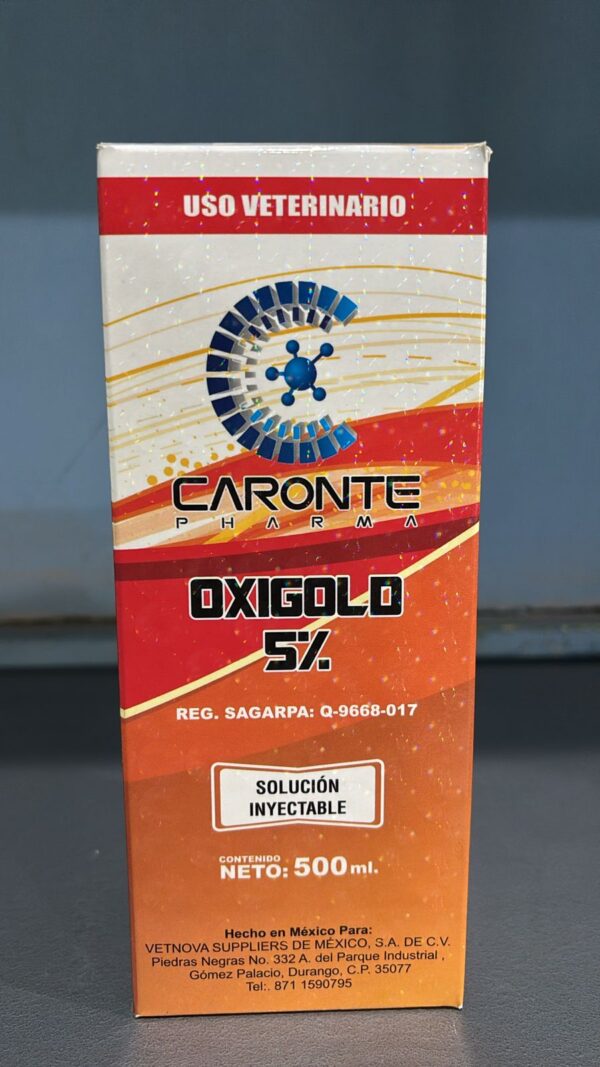 USO VETERINARIO
CARONTE
PHARMA
OXIGOLD
5%
REG. SAGARPA: Q-9668-017
SOLUCIÓN
INYECTABLE
CONTENIDO
NETO: 500 ml.
Hecho en México Para:
VETNOVA SUPPLIERS DE MÉXICO, S.A. DE C.V.
Piedras Negras No. 332 A. del Parque Industrial ,
Gómez Palacio, Durango, C.P. 35077
Tel:. 871 1590795